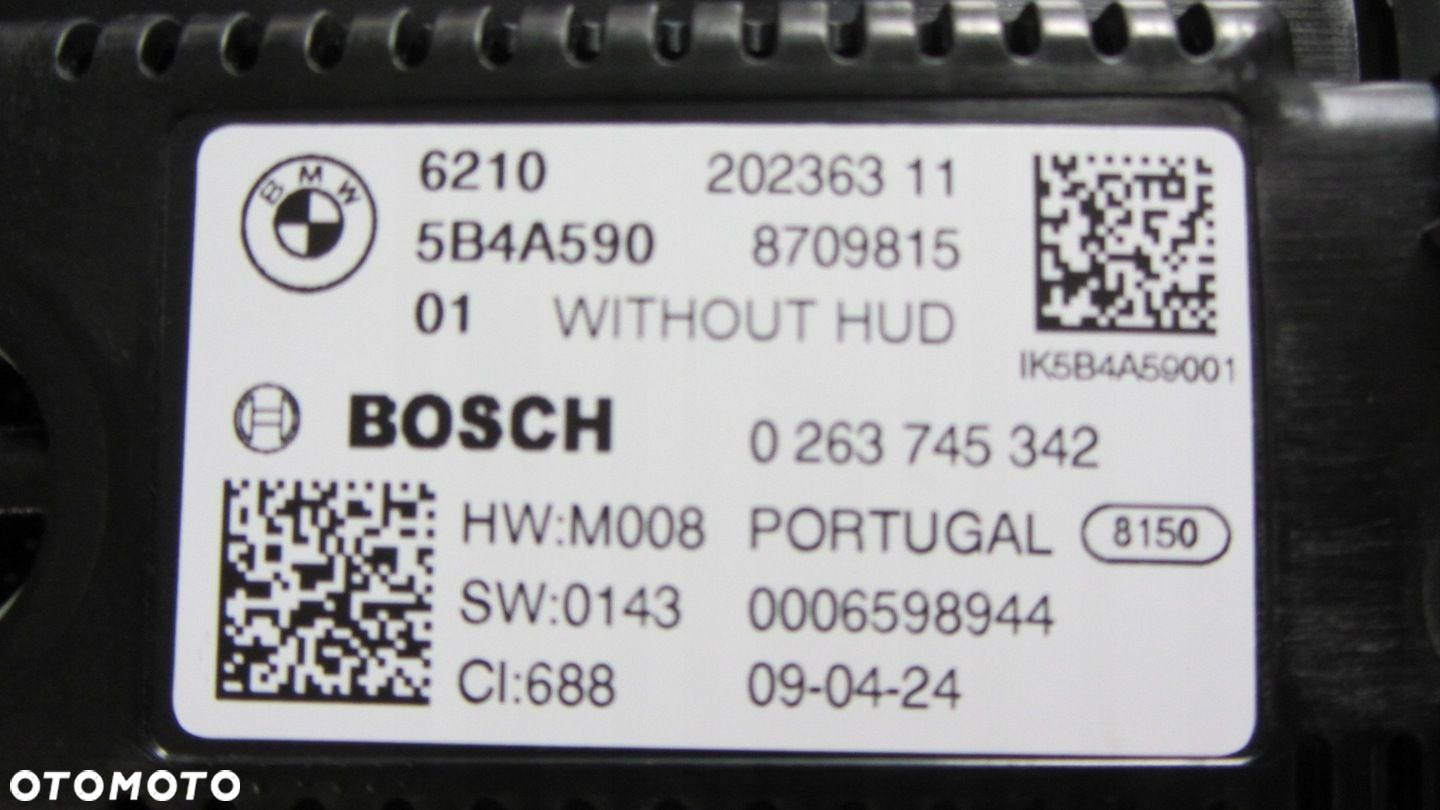 BMW
6210 202363 11
5B4A590 8709815
01 WITHOUT HUD
IK5B4A59001
BOSCH 0 263 745 342
HW:M008 PORTUGAL 8150
SW:0143 0006598944
CI:688 09-04-24
OTOMOTO